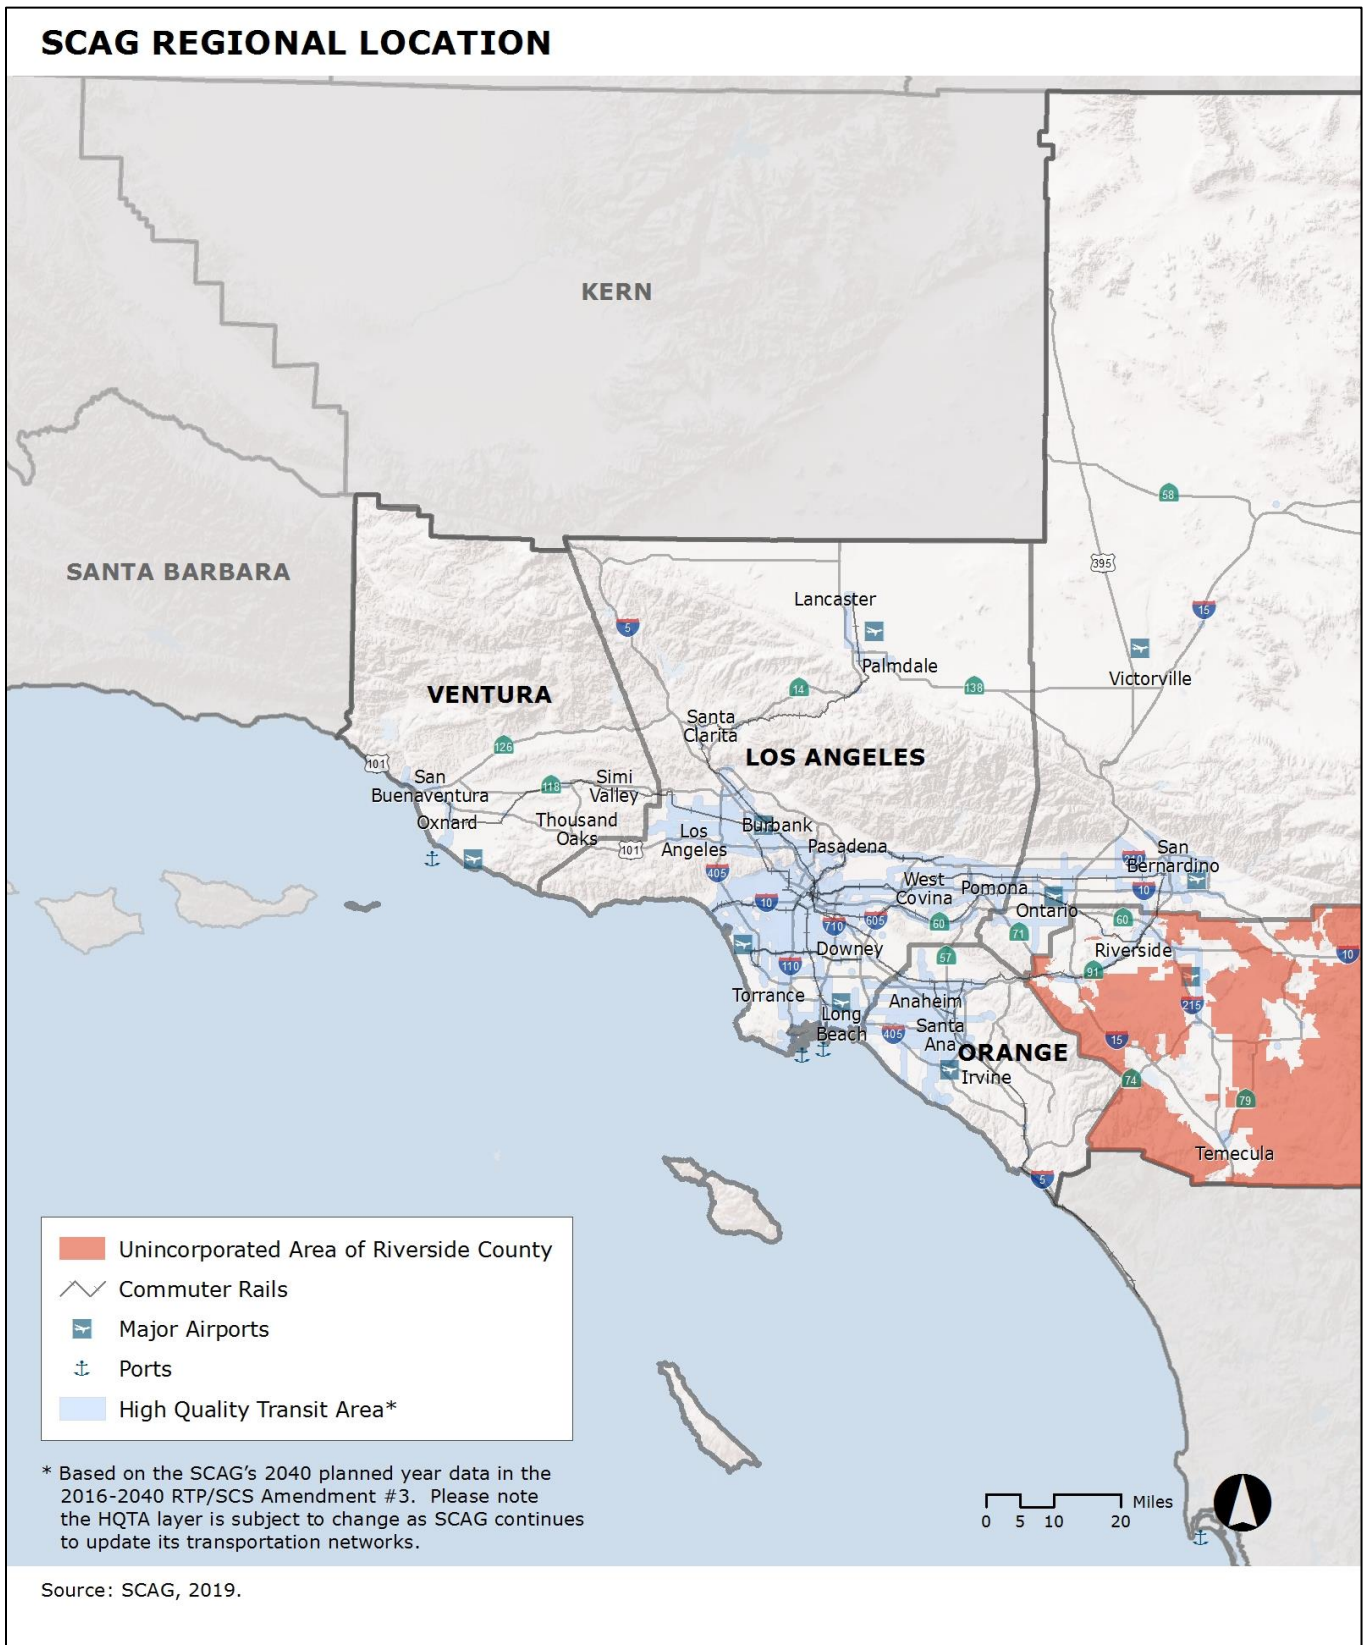 SCAG REGIONAL LOCATION
KERN
SANTA BARBARA
58
395
15
Lancaster
5
Palmdale
Victorville
14
138
VENTURA
Santa
Clarita
126
LOS ANGELES
101
San
Buenaventura
118
Simi
Valley
Oxnard
Thousand
Oaks
101
Los
Angeles
Burbank
Pasadena
405
West
Covina
Pomona
210
San
Bernardino
10
10
Ontario
710
605
60
71
60
Downey
57
Riverside
10
110
91
Torrance
Long
Beach
Anaheim
405
Santa
Ana
215
ORANGE
15
Irvine
74
79
Temecula
5
Unincorporated Area of Riverside County
Commuter Rails
Major Airports
Ports
High Quality Transit Area*
* Based on the SCAG’s 2040 planned year data in the
2016-2040 RTP/SCS Amendment #3. Please note
the HQTA layer is subject to change as SCAG continues
to update its transportation networks.
Miles
0 5 10 20
Source: SCAG, 2019.